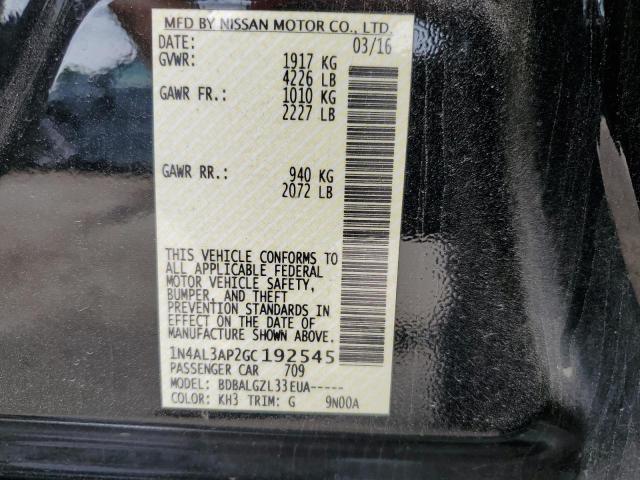 MFD BY NISSAN MOTOR CO., LTD.
DATE: 03/16
GVWR: 1917 KG
4226 LB
GAWR FR.: 1010 KG
2227 LB
GAWR RR.: 940 KG
2072 LB
THIS VEHICLE CONFORMS TO
ALL APPLICABLE FEDERAL
MOTOR VEHICLE SAFETY,
BUMPER, AND THEFT
PREVENTION STANDARDS IN
EFFECT ON THE DATE OF
MANUFACTURE SHOWN ABOVE.
1N4AL3AP2GC192545
PASSENGER CAR 709
MODEL: BDBALGZL33EUA-----
COLOR: KH3 TRIM: G 9N00A